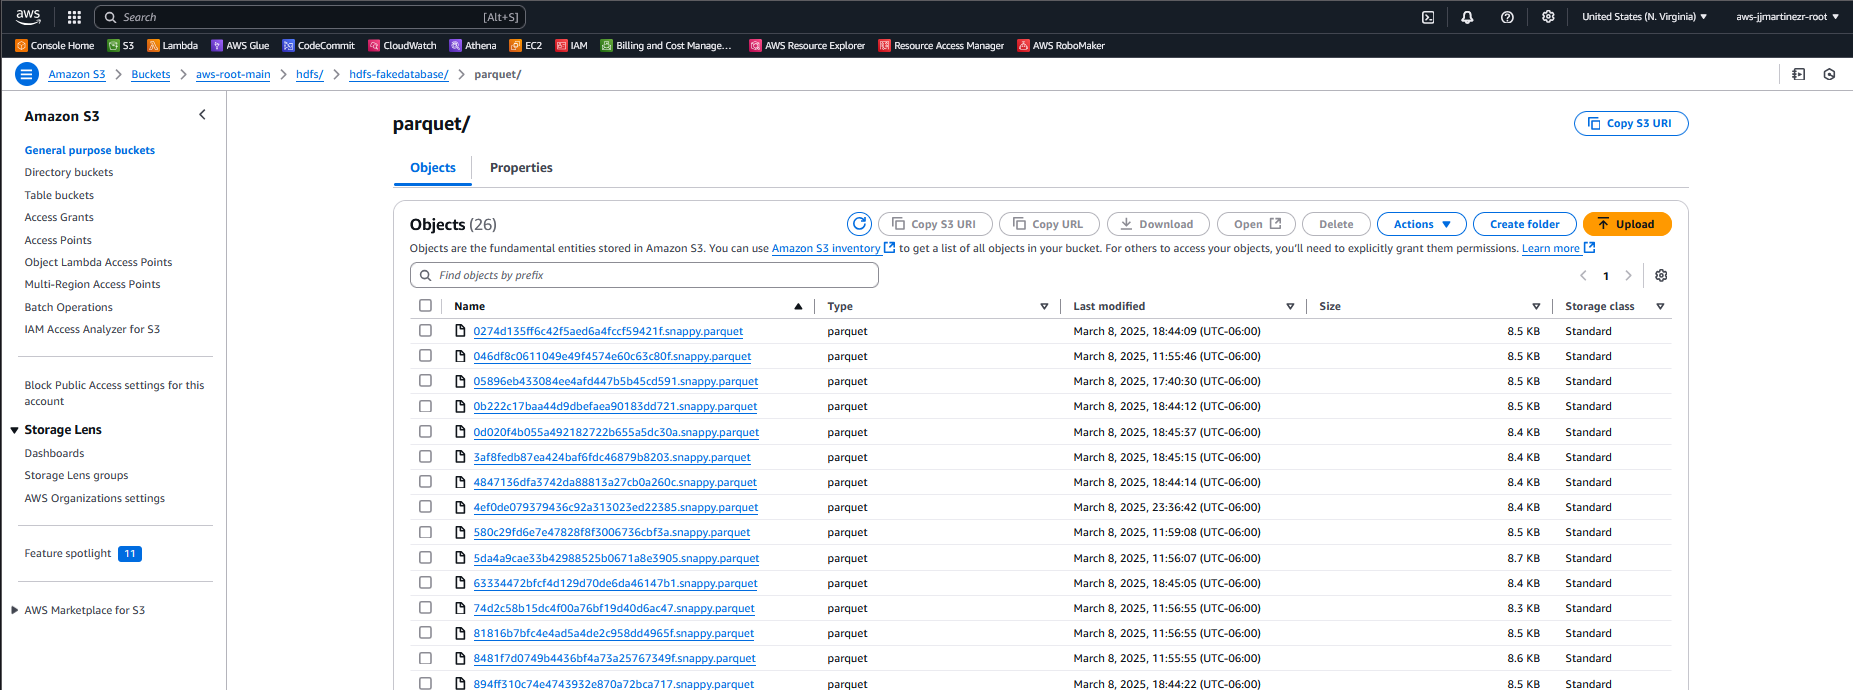 aws Search [Alt+S] United States (N. Virginia) aws-jjmartinezr-root
Console Home S3 Lambda AWS Glue CodeCommit CloudWatch Athena EC2 IAM Billing and Cost Manage... AWS Resource Explorer Resource Access Manager AWS RoboMaker
Amazon S3 Buckets aws-root-main hdfs/ hdfs-fakedatabase/ parquet/
Amazon S3
General purpose buckets
Directory buckets
Table buckets
Access Grants
Access Points
Object Lambda Access Points
Multi-Region Access Points
Batch Operations
IAM Access Analyzer for S3
Block Public Access settings for this
account
Storage Lens
Dashboards
Storage Lens groups
AWS Organizations settings
Feature spotlight 11
AWS Marketplace for S3
parquet/
Copy S3 URI
Objects Properties
Objects (26) Copy S3 URI Copy URL Download Open Delete Actions Create folder Upload
Objects are the fundamental entities stored in Amazon S3. You can use Amazon S3 inventory to get a list of all objects in your bucket. For others to access your objects, you'll need to explicitly grant them permissions. Learn more
Find objects by prefix 1
Name Type Last modified Size Storage class
0274d135ff6c42f5aed6a4fccf59421f.snappy.parquet parquet March 8, 2025, 18:44:09 (UTC-06:00) 8.5 KB Standard
046df8c0611049e49f4574e60c63c80f.snappy.parquet parquet March 8, 2025, 11:55:46 (UTC-06:00) 8.5 KB Standard
05896eb433084ee4afd447b5b45cd591.snappy.parquet parquet March 8, 2025, 17:40:30 (UTC-06:00) 8.5 KB Standard
0b222c17baa44d9dbefaea90183dd721.snappy.parquet parquet March 8, 2025, 18:44:12 (UTC-06:00) 8.5 KB Standard
0d020f4b055a492182722b655a5dc30a.snappy.parquet parquet March 8, 2025, 18:45:37 (UTC-06:00) 8.4 KB Standard
3af8fedb87ea424baf6fdc46879b8203.snappy.parquet parquet March 8, 2025, 18:45:15 (UTC-06:00) 8.4 KB Standard
4847136dfa3742da88813a27cb0a260c.snappy.parquet parquet March 8, 2025, 18:44:14 (UTC-06:00) 8.4 KB Standard
4ef0de079379436c92a313023ed22385.snappy.parquet parquet March 8, 2025, 23:36:42 (UTC-06:00) 8.4 KB Standard
580c29fd6e7e47828f8f3006736cbf3a.snappy.parquet parquet March 8, 2025, 11:59:08 (UTC-06:00) 8.5 KB Standard
5da4a9cae33b42988525b0671a8e3905.snappy.parquet parquet March 8, 2025, 11:56:07 (UTC-06:00) 8.7 KB Standard
63334472bfcf4d129d70de6da46147b1.snappy.parquet parquet March 8, 2025, 18:45:05 (UTC-06:00) 8.4 KB Standard
74d2c58b15dc4f00a76bf19d40d6ac47.snappy.parquet parquet March 8, 2025, 11:56:55 (UTC-06:00) 8.3 KB Standard
81816b7bfc4e4ad5a4de2c958dd4965f.snappy.parquet parquet March 8, 2025, 11:56:55 (UTC-06:00) 8.5 KB Standard
8481f7d0749b4436bf4a73a25767349f.snappy.parquet parquet March 8, 2025, 11:55:55 (UTC-06:00) 8.6 KB Standard
894ff310c74e4743932e870a72bca717.snappy.parquet parquet March 8, 2025, 18:44:22 (UTC-06:00) 8.5 KB Standard